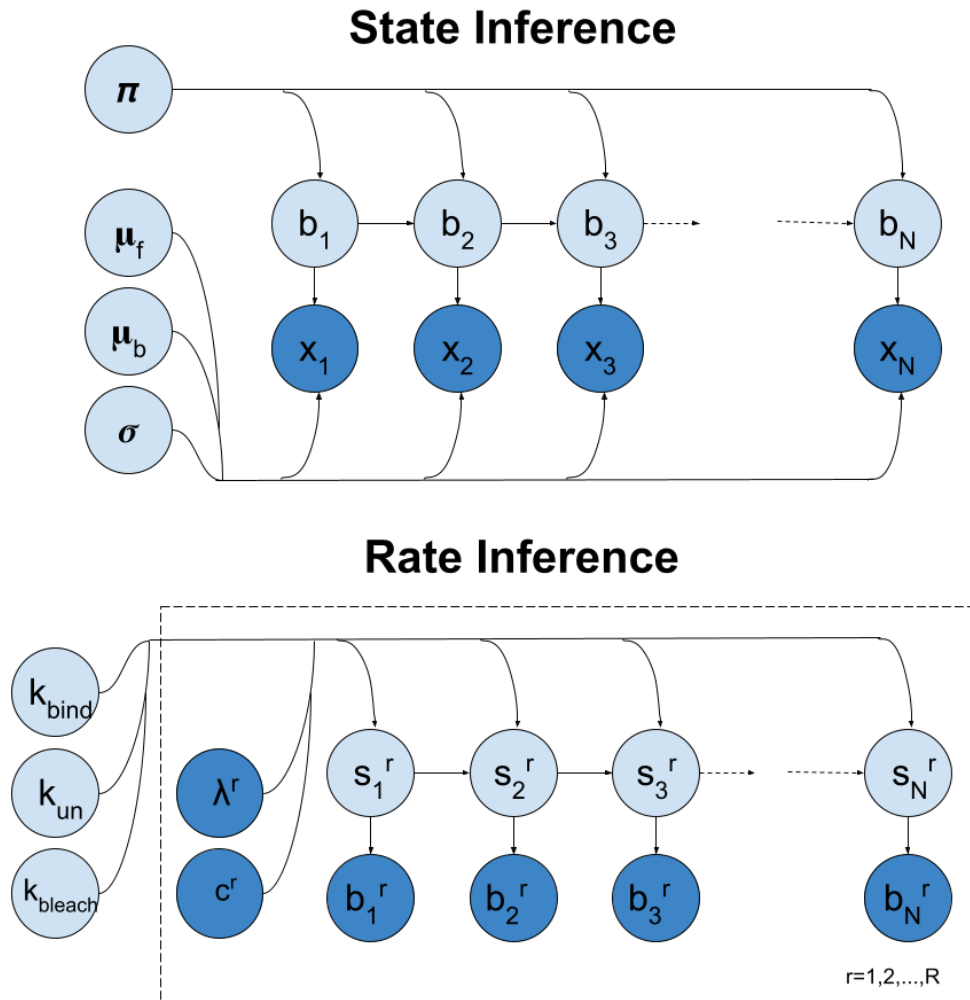 State Inference
π
μf
μb
σ
b1 b2 b3 bN
x1 x2 x3 xN
Rate Inference
kbind
kun
kbleach
λr
cr
s1r s2r s3r sNr
b1r b2r b3r bNr
r=1,2,...,R